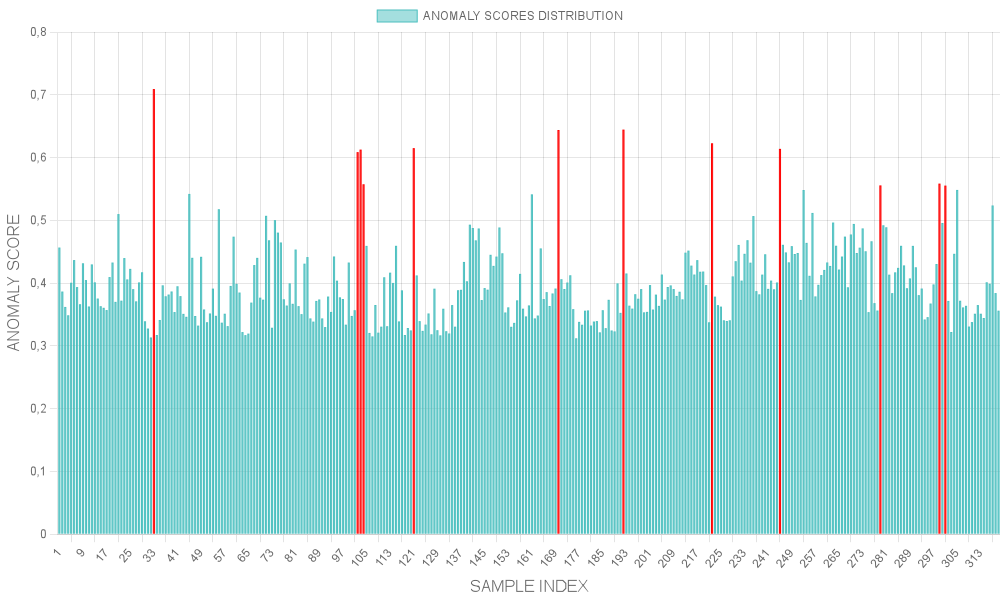 ANOMALY SCORES DISTRIBUTION
0,8
0,7
0,6
0,5
0,4
0,3
0,2
0,1
0
ANOMALY SCORE
1 9 17 25 33 41 49 57 65 73 81 89 97 105 113 121 129 137 145 153 161 169 177 185 193 201 209 217 225 233 241 249 257 265 273 281 289 297 305 313
SAMPLE INDEX